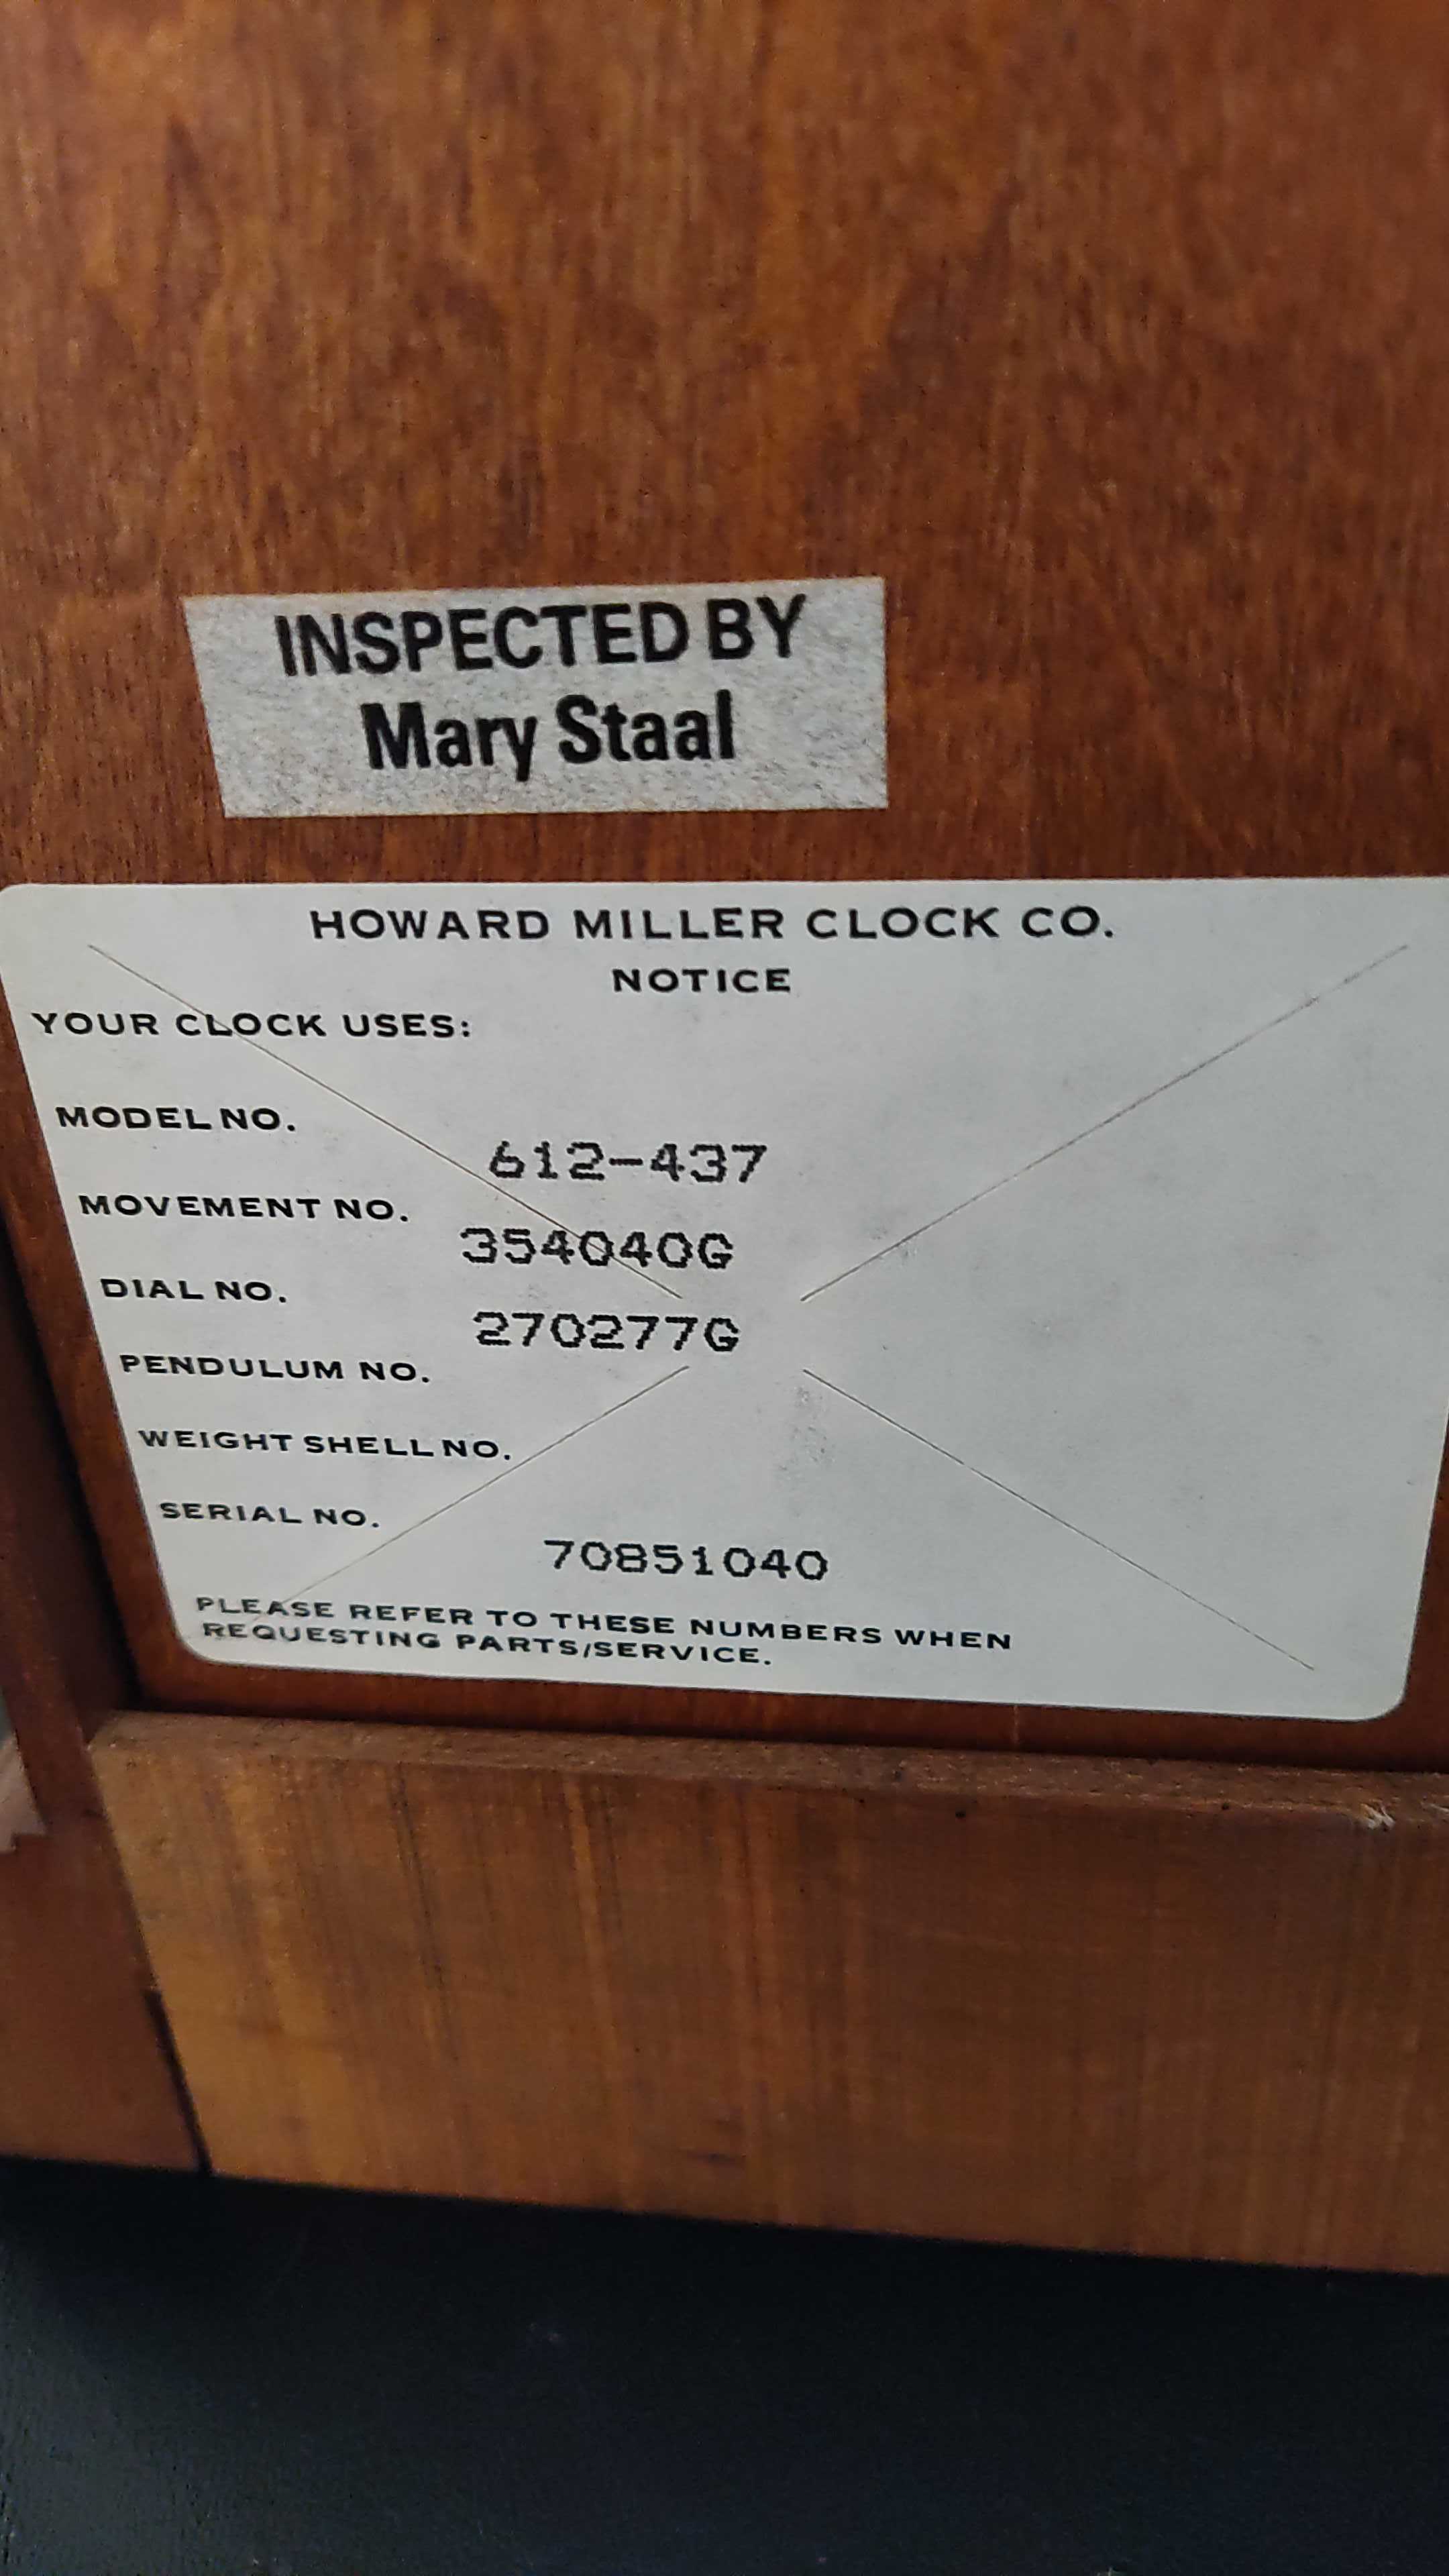 INSPECTED BY
Mary Staal
HOWARD MILLER CLOCK CO.
NOTICE
YOUR CLOCK USES:
MODEL NO.
612-437
MOVEMENT NO.
354040G
DIAL NO.
270277G
PENDULUM NO.
WEIGHT SHELL NO.
SERIAL NO.
70851040
PLEASE REFER TO THESE NUMBERS WHEN
REQUESTING PARTS/SERVICE.